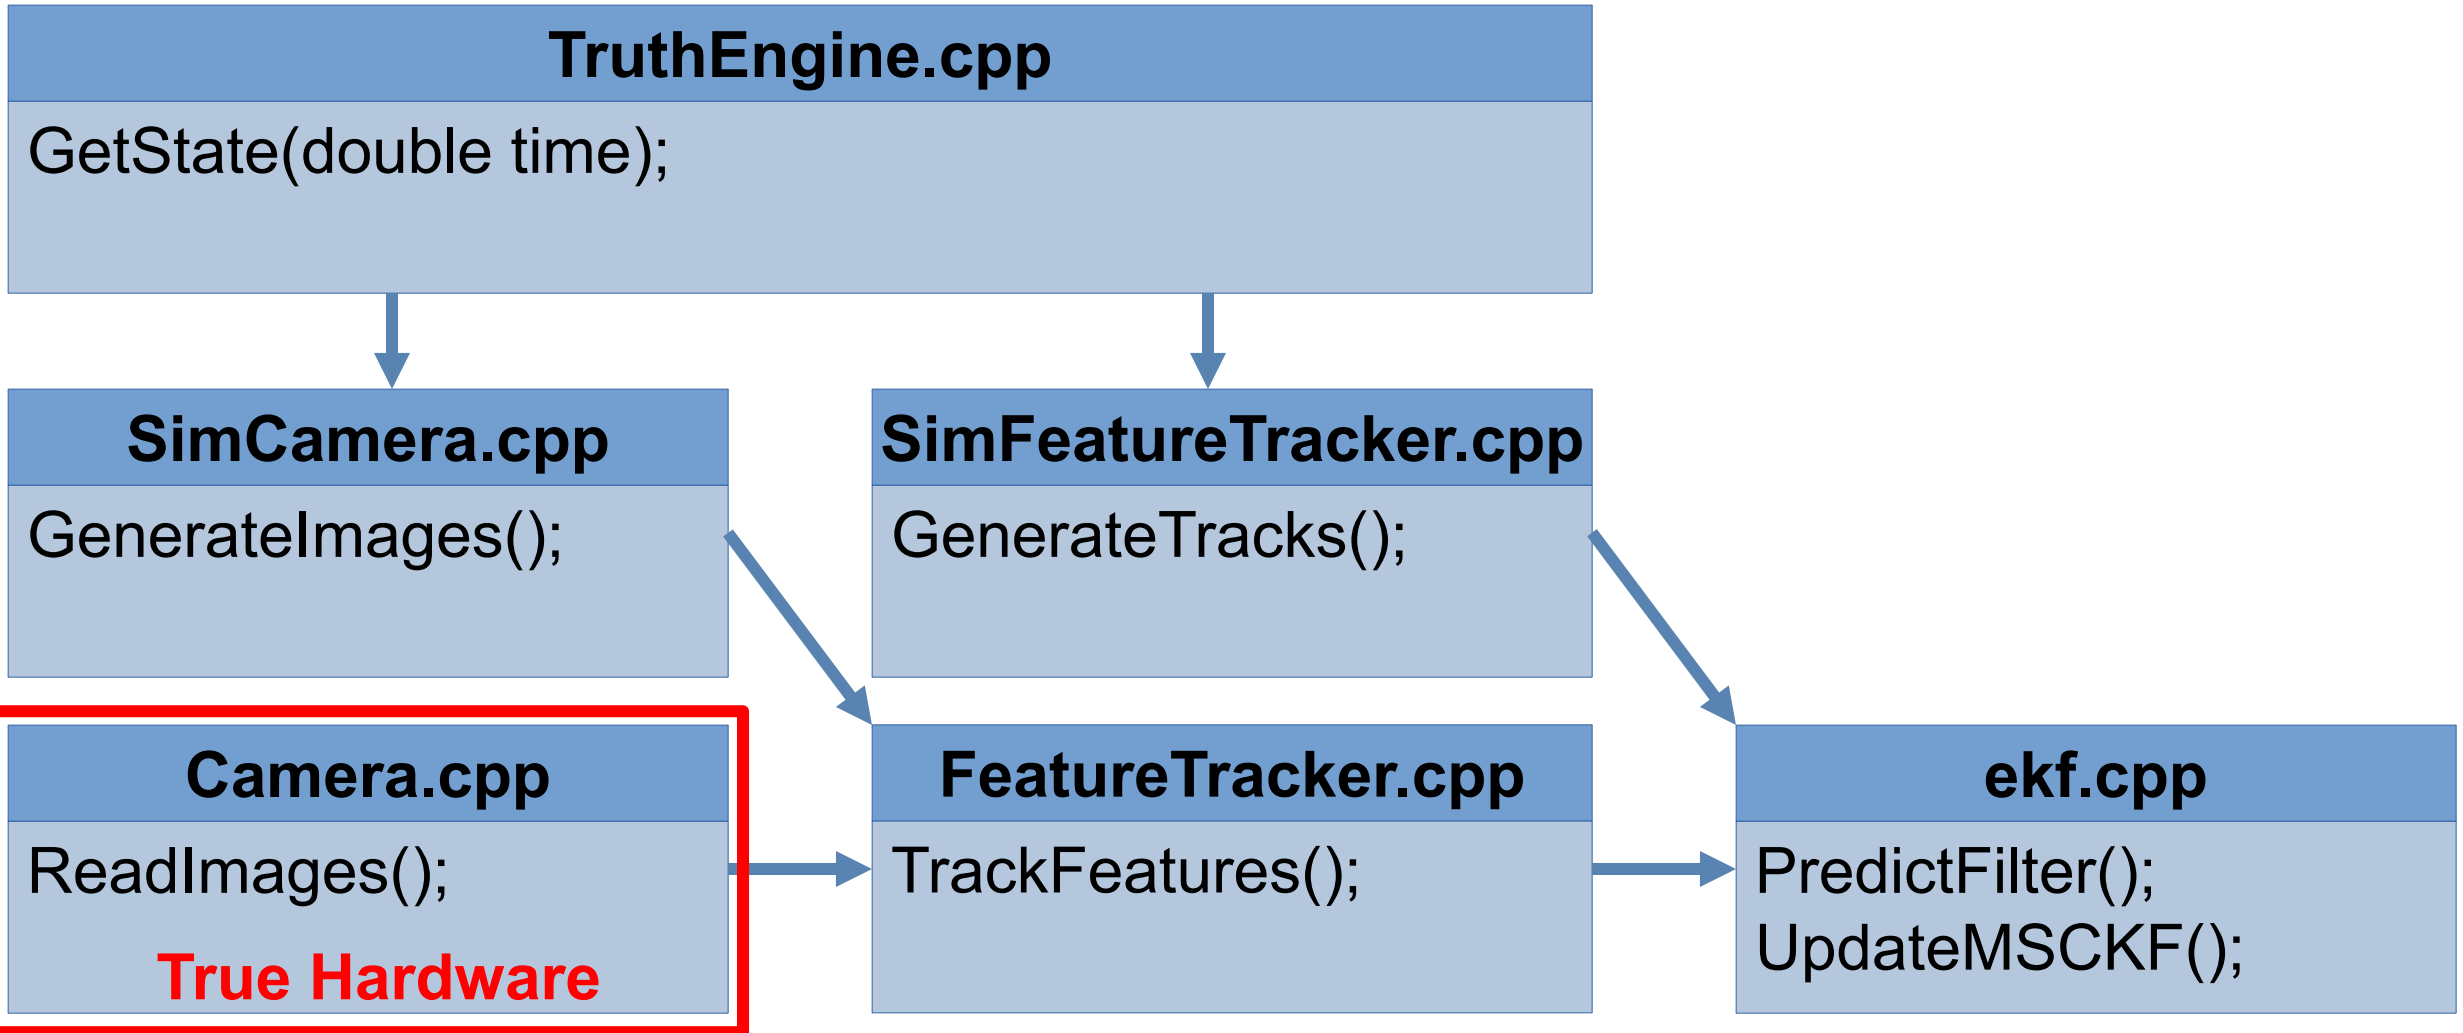 TruthEngine.cpp
GetState(double time);
SimCamera.cpp
GenerateImages();
SimFeatureTracker.cpp
GenerateTracks();
Camera.cpp
ReadImages();
True Hardware
FeatureTracker.cpp
TrackFeatures();
ekf.cpp
PredictFilter();
UpdateMSCKF();